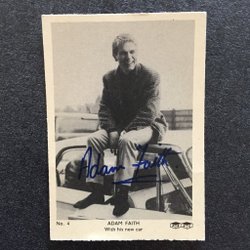 Adam Faith
No. 4
ADAM FAITH
With his new car